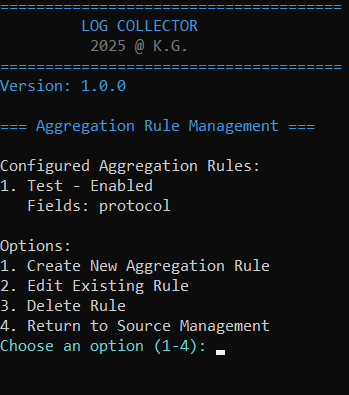 ======================================
LOG COLLECTOR
2025 @ K.G.
======================================
Version: 1.0.0
=== Aggregation Rule Management ===
Configured Aggregation Rules:
1. Test - Enabled
Fields: protocol
Options:
1. Create New Aggregation Rule
2. Edit Existing Rule
3. Delete Rule
4. Return to Source Management
Choose an option (1-4):